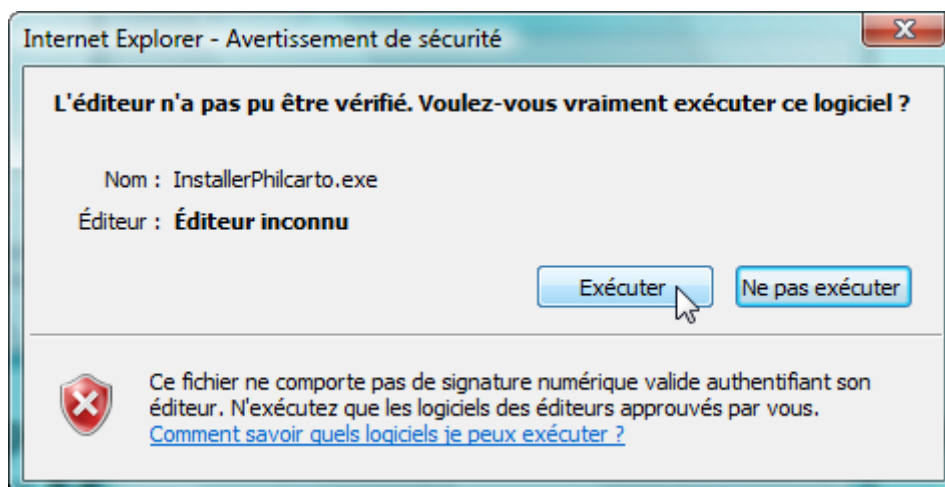 Internet Explorer - Avertissement de sécurité
L'éditeur n'a pas pu être vérifié. Voulez-vous vraiment exécuter ce logiciel ?
Nom : InstallerPhilcarto.exe
Éditeur : Éditeur inconnu
Exécuter Ne pas exécuter
Ce fichier ne comporte pas de signature numérique valide authentifiant son
éditeur. N'exécutez que les logiciels des éditeurs approuvés par vous.
Comment savoir quels logiciels je peux exécuter ?